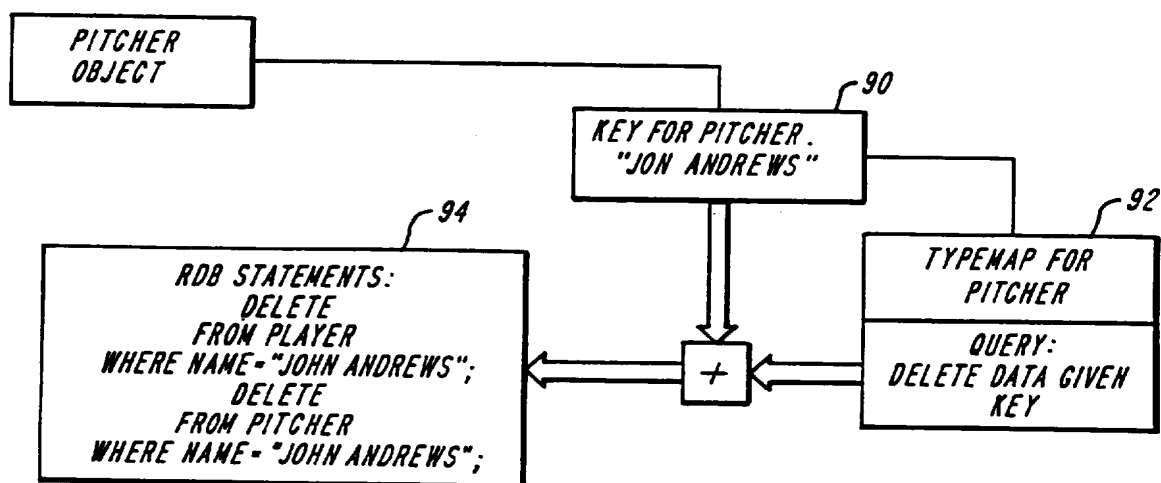 PITCHER
OBJECT
90
KEY FOR PITCHER.
"JON ANDREWS"
92
TYPEMAP FOR
PITCHER
QUERY:
DELETE DATA GIVEN
KEY
+
94
RDB STATEMENTS:
DELETE
FROM PLAYER
WHERE NAME="JOHN ANDREWS";
DELETE
FROM PITCHER
WHERE NAME="JOHN ANDREWS";